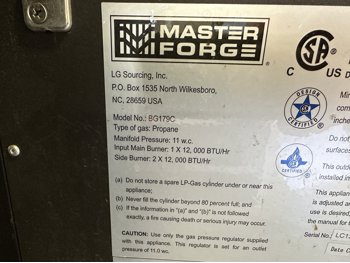 MASTER
FORGE
®
C US
LG Sourcing, Inc.
P.O. Box 1535 North Wilkesboro,
NC, 28659 USA
Model No.: BG179C
Type of gas: Propane
Manifold Pressure: 11 w.c.
Input Main Burner: 1 X 12, 000 BTU/Hr
Side Burner: 2 X 12, 000 BTU/Hr
(a) Do not store a spare LP-Gas cylinder under or near this
appliance;
(b) Never fill the cylinder beyond 80 percent full; and
(c) If the information in "(a)" and "(b)" is not followed
exactly, a fire causing death or serious injury may occur.
CAUTION: Use only the gas pressure regulator supplied
with this appliance. This regulator is set for an outlet
pressure of 11.0 wc.
DESIGN
CERTIFIED
CERTIFIED
Do not
surfaces
installed in
This applian
is adjusted an
use is desired,
the manual for
Serial No.: LC1
Date C